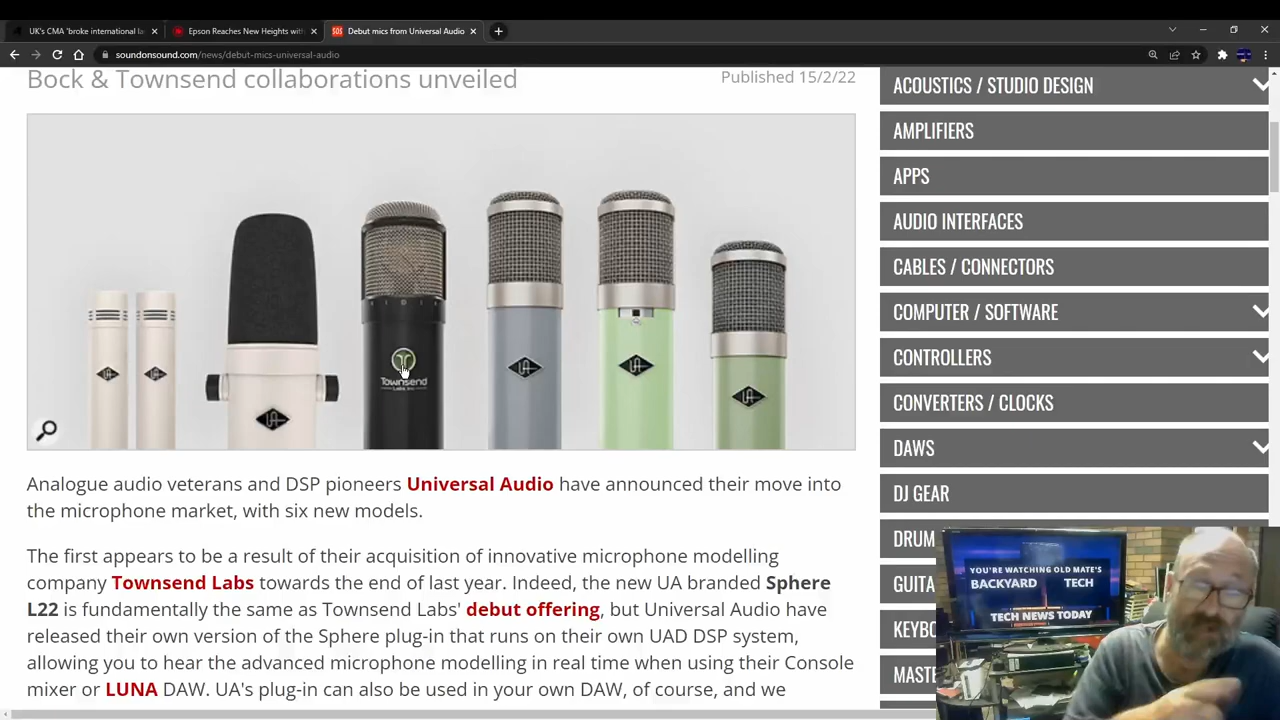 UK's CMA 'broke international la
Epson Reaches New Heights with
Debut mics from Universal Audio
soundonsound.com/news/debut-mics-universal-audio
Bock & Townsend collaborations unveiled
Published 15/2/22
UA
UA
UA
Townsend
Labs, Inc
UA
UA
UA
Analogue audio veterans and DSP pioneers Universal Audio have announced their move into
the microphone market, with six new models.
The first appears to be a result of their acquisition of innovative microphone modelling
company Townsend Labs towards the end of last year. Indeed, the new UA branded Sphere
L22 is fundamentally the same as Townsend Labs' debut offering, but Universal Audio have
released their own version of the Sphere plug-in that runs on their own UAD DSP system,
allowing you to hear the advanced microphone modelling in real time when using their Console
mixer or LUNA DAW. UA's plug-in can also be used in your own DAW, of course, and we
ACOUSTICS / STUDIO DESIGN
AMPLIFIERS
APPS
AUDIO INTERFACES
CABLES / CONNECTORS
COMPUTER / SOFTWARE
CONTROLLERS
CONVERTERS / CLOCKS
DAWS
DJ GEAR
DRUM
GUITA
KEYBO
MASTE
YOU'RE WATCHING OLD MATE'S
BACKYARD TECH
TECH NEWS TODAY